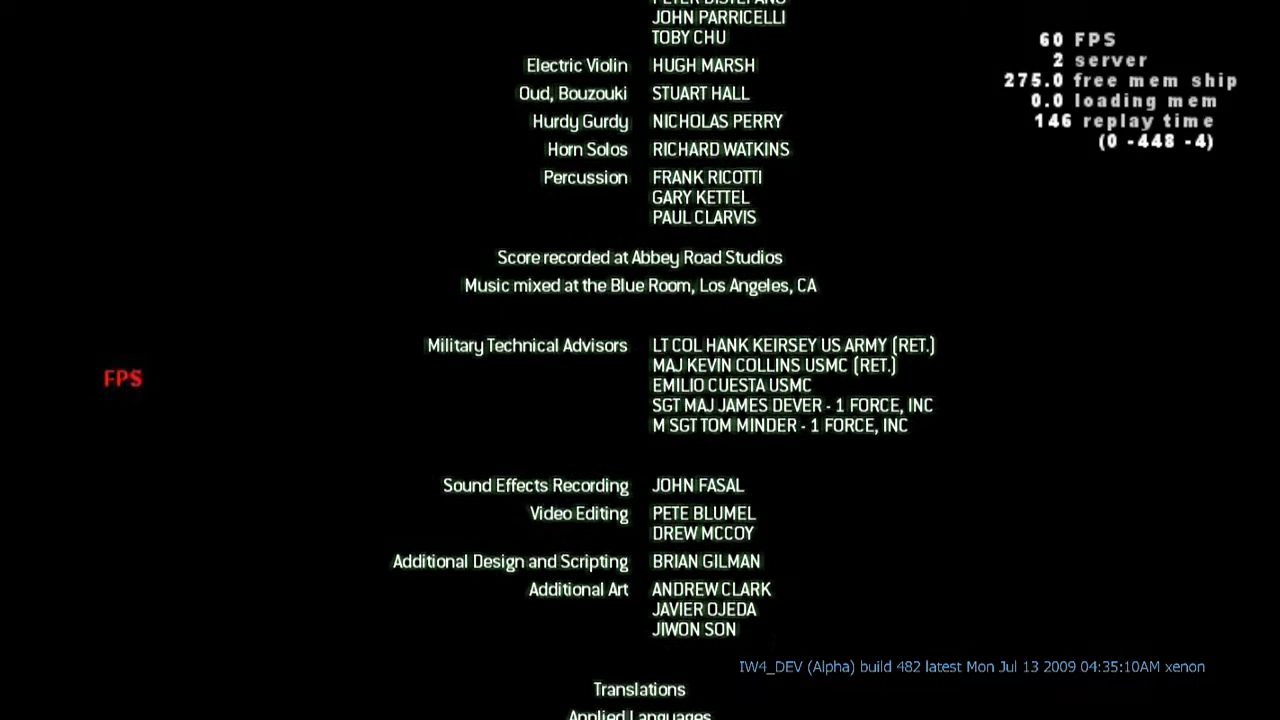 PETER DISTEFANO
JOHN PARRICELLI
TOBY CHU
Electric Violin HUGH MARSH
Oud, Bouzouki STUART HALL
Hurdy Gurdy NICHOLAS PERRY
Horn Solos RICHARD WATKINS
Percussion FRANK RICOTTI
GARY KETTEL
PAUL CLARVIS
Score recorded at Abbey Road Studios
Music mixed at the Blue Room, Los Angeles, CA
Military Technical Advisors LT COL HANK KEIRSEY US ARMY (RET.)
MAJ KEVIN COLLINS USMC (RET.)
EMILIO CUESTA USMC
SGT MAJ JAMES DEVER - 1 FORCE, INC
M SGT TOM MINDER - 1 FORCE, INC
Sound Effects Recording JOHN FASAL
Video Editing PETE BLUMEL
DREW MCCOY
Additional Design and Scripting BRIAN GILMAN
Additional Art ANDREW CLARK
JAVIER OJEDA
JIWON SON
Translations
Applied Languages
60 FPS
2 server
275.0 free mem ship
0.0 loading mem
146 replay time
(0 -448 -4)
FPS
IW4_DEV (Alpha) build 482 latest Mon Jul 13 2009 04:35:10AM xenon